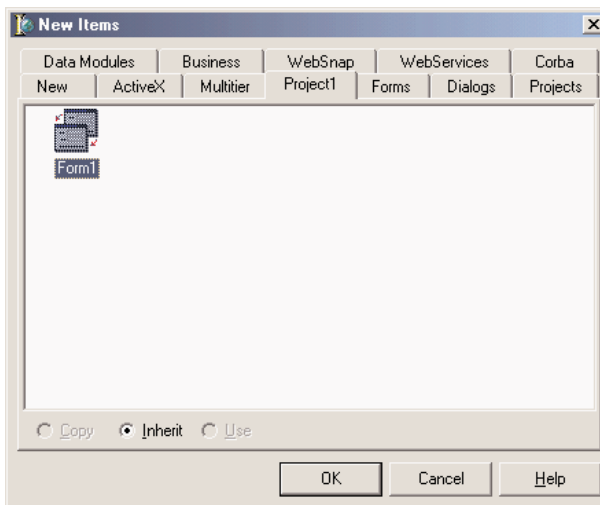 New Items
Data Modules Business WebSnap WebServices Corba
New ActiveX Multitier Project1 Forms Dialogs Projects
Form1
Copy Inherit Use
OK Cancel Help